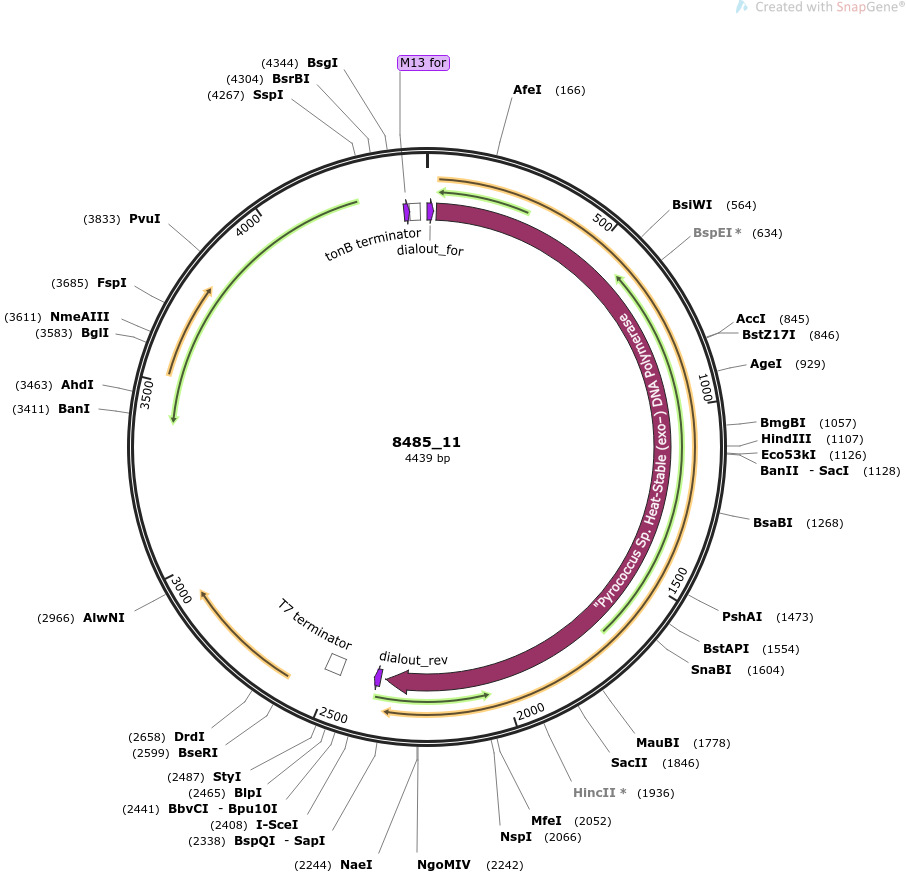 Created with SnapGene®
(4344) BsgI
(4304) BsrBI
(4267) SspI
M13 for
AfeI (166)
(3833) PvuI
(3685) FspI
(3611) NmeAIII
(3583) BglI
(3463) AhdI
(3411) BanI
(2966) AlwNI
BsiWI (564)
BspEI * (634)
AccI (845)
BstZ17I (846)
AgeI (929)
BmgBI (1057)
HindIII (1107)
Eco53kI (1126)
BanII - SacI (1128)
BsaBI (1268)
PshAI (1473)
BstAPI (1554)
SnaBI (1604)
MauBI (1778)
SacII (1846)
HincII * (1936)
MfeI (2052)
NspI (2066)
NgoMIV (2242)
(2244) NaeI
(2338) BspQI - SapI
(2408) I-SceI
(2441) BbvCI - Bpu10I
(2465) BlpI
(2487) StyI
(2599) BseRI
(2658) DrdI
500
1000
1500
2000
2500
3000
3500
4000
tonB terminator
dialout_for
"Pyrococcus Sp. Heat-Stable (exo-) DNA Polymerase
8485_11
4439 bp
T7 terminator
dialout_rev